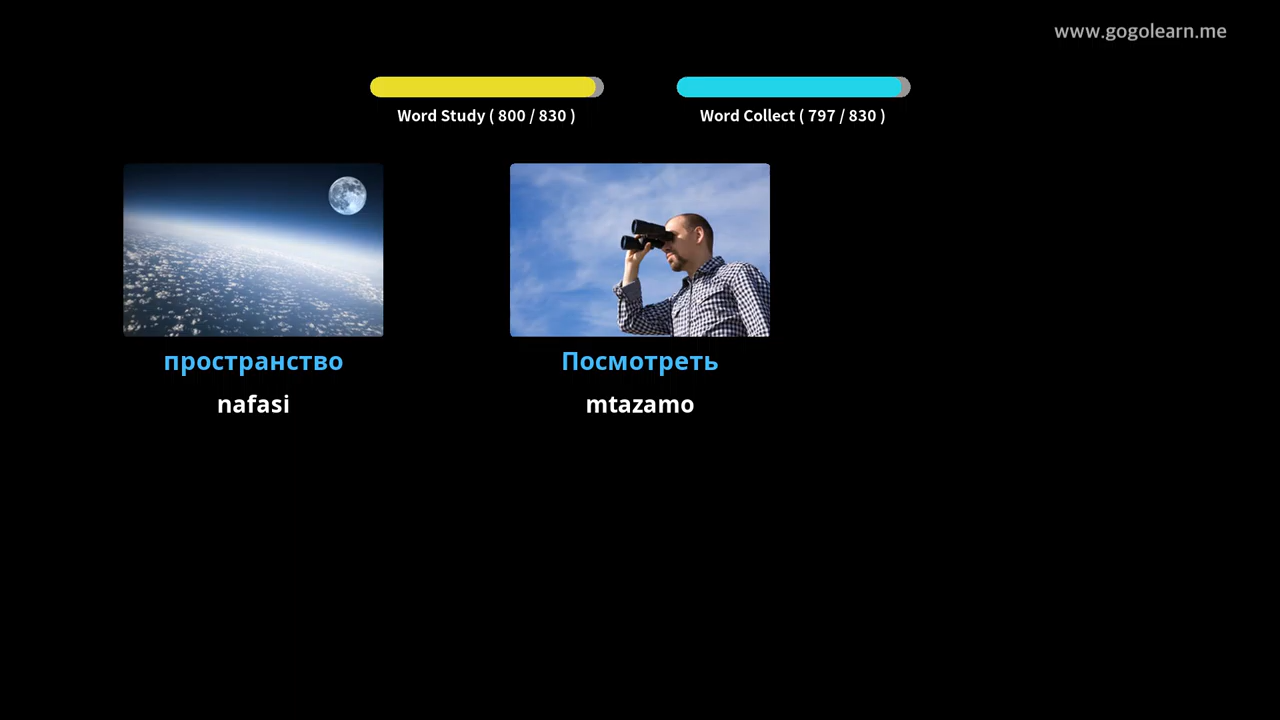 www.gogolearn.me
Word Study ( 800 / 830 )
Word Collect ( 797 / 830 )
пространство
nafasi
Посмотреть
mtazamo